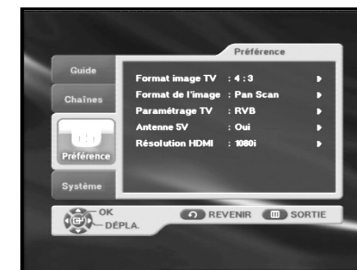 Préférence
Guide
Chaînes
Préférence
Système
Format image TV : 4 : 3
Format de l'image : Pan Scan
Paramétrage TV : RVB
Antenne 5V : Oui
Résolution HDMI : 1080i
OK
DÉPLA.
REVENIR
SORTIE